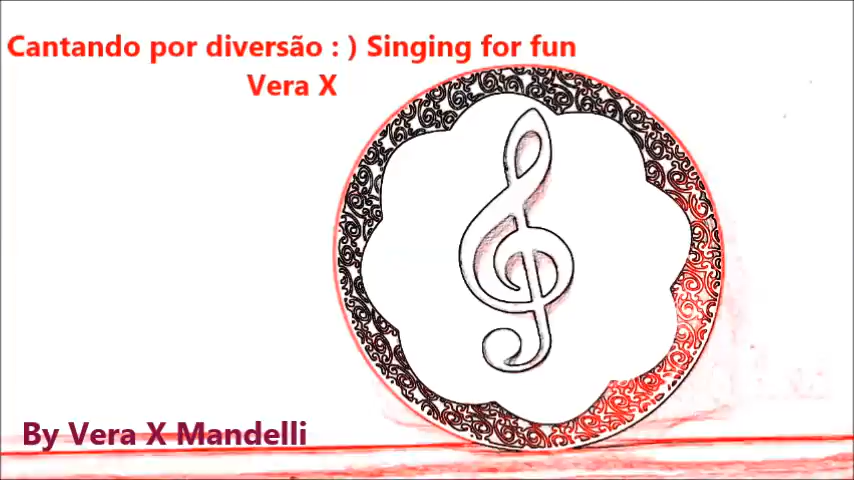 Cantando por diversão : ) Singing for fun
Vera X
By Vera X Mandelli